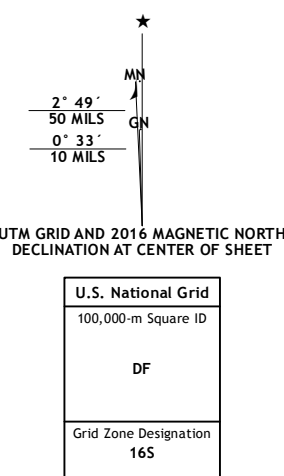 ★
MN
2° 49´
50 MILS
GN
0° 33´
10 MILS
UTM GRID AND 2016 MAGNETIC NORTH
DECLINATION AT CENTER OF SHEET
U.S. National Grid
100,000-m Square ID
DF
Grid Zone Designation
16S